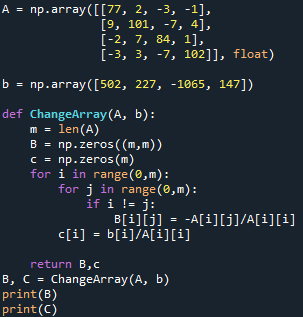 A = np.array([[77, 2, -3, -1],
[9, 101, -7, 4],
[-2, 7, 84, 1],
[-3, 3, -7, 102]], float)
b = np.array([502, 227, -1065, 147])
def ChangeArray(A, b):
m = len(A)
B = np.zeros((m,m))
c = np.zeros(m)
for i in range(0,m):
for j in range(0,m):
if i != j:
B[i][j] = -A[i][j]/A[i][i]
c[i] = b[i]/A[i][i]
return B,c
B, C = ChangeArray(A, b)
print(B)
print(C)